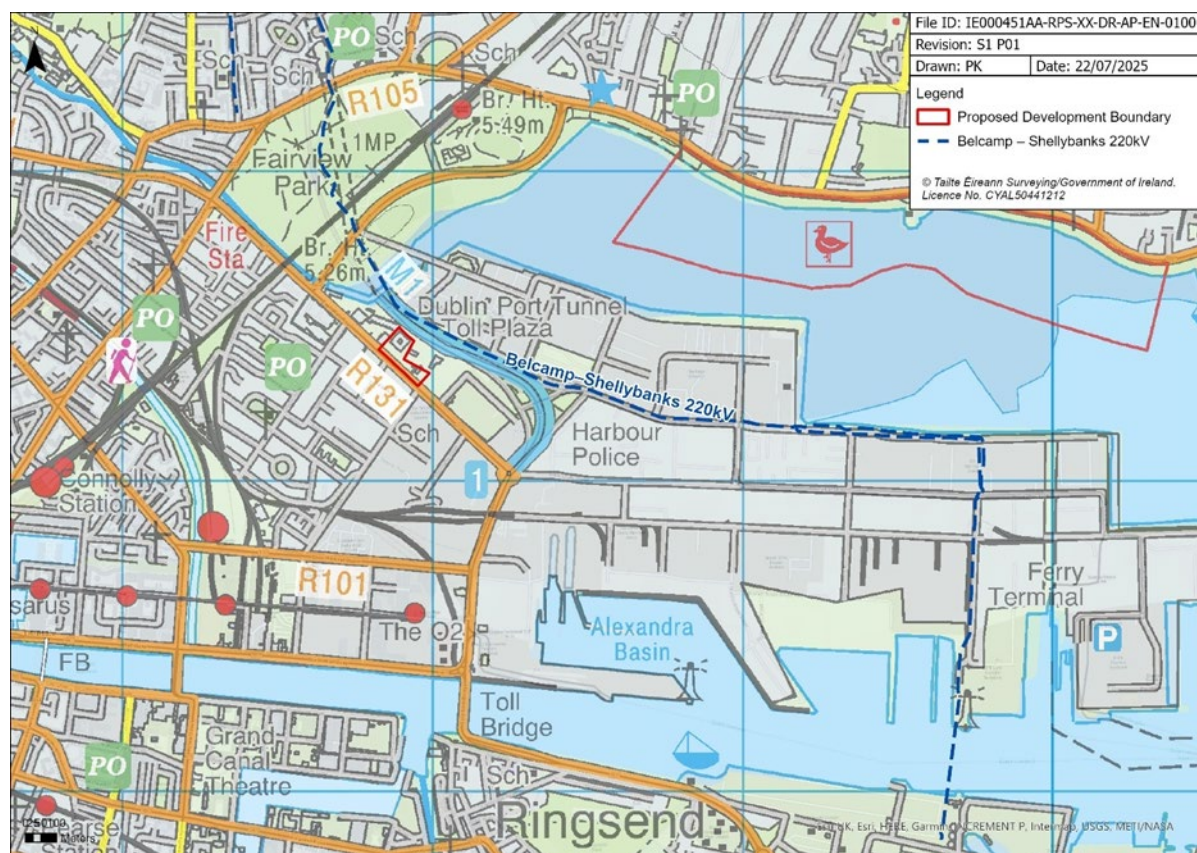 File ID: IE000451AA-RPS-XX-DR-AP-EN-0100
Revision: S1 P01
Drawn: PK
Date: 22/07/2025
Legend
Proposed Development Boundary
Belcamp – Shellybanks 220kV
© Tailte Éireann Surveying/Government of Ireland.
Licence No. CYAL50441212
PO
Sch
Sch
Sch
Sch
R105
Br. Ht.
5.49m
PO
1MP
Fairview
Park
Fire
Sta
Br. Ht
5.26m
M1
Dublin Port Tunnel
Toll Plaza
PO
PO
R131
Belcamp–Shellybanks 220kV
Sch
Harbour
Police
1
Connolly
Station
R101
Ferry
Terminal
The O2
Alexandra
Basin
P
FB
Toll
Bridge
Grand
Canal
Theatre
PO
Sch
Ringsend
Station